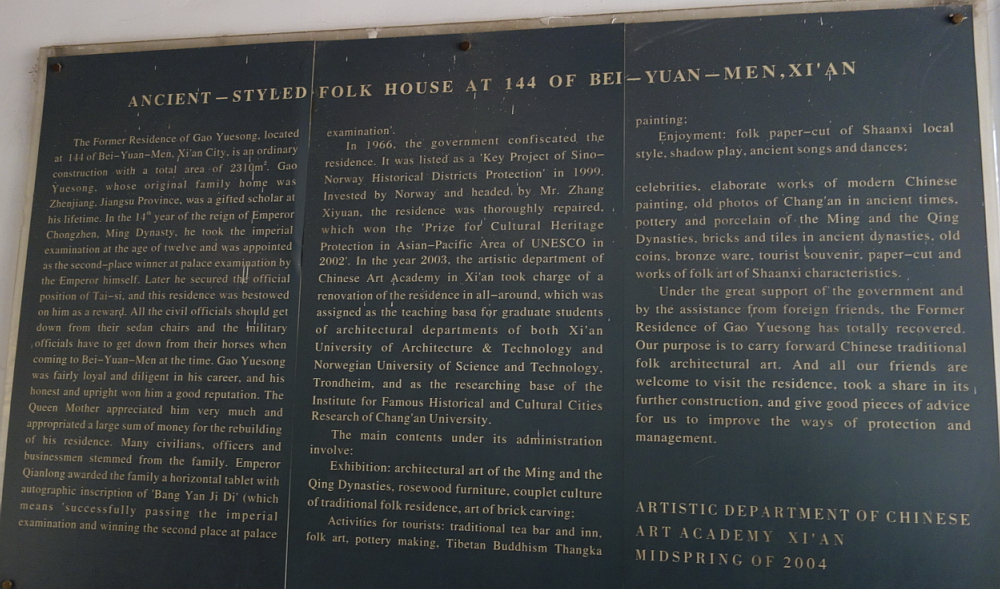 ANCIENT-STYLED FOLK HOUSE AT 144 OF BEI-YUAN-MEN, XI'AN
The Former Residence of Gao Yuesong, located
at 144 of Bei-Yuan-Men, Xi'an City, is an ordinary
construction with a total area of 2310m². Gao
Yuesong, whose original family home was
Zhenjiang, Jiangsu Province, was a gifted scholar at
his lifetime. In the 14th year of the reign of Emperor
Chongzhen, Ming Dynasty, he took the imperial
examination at the age of twelve and was appointed
as the second-place winner at palace examination by
the Emperor himself. Later he secured the official
position of Tai-si, and this residence was bestowed
on him as a reward. All the civil officials should get
down from their sedan chairs and the military
officials have to get down from their horses when
coming to Bei-Yuan-Men at the time. Gao Yuesong
was fairly loyal and diligent in his career, and his
honest and upright won him a good reputation. The
Queen Mother appreciated him very much and
appropriated a large sum of money for the rebuilding
of his residence. Many civilians, officers and
businessmen stemmed from the family. Emperor
Qianlong awarded the family a horizontal tablet with
autographic inscription of 'Bang Yan Ji Di' (which
means 'successfully passing the imperial
examination and winning the second place at palace
examination'.
In 1966, the government confiscated the
residence. It was listed as a 'Key Project of Sino-
Norway Historical Districts Protection' in 1999.
Invested by Norway and headed by Mr. Zhang
Xiyuan, the residence was thoroughly repaired,
which won the 'Prize for Cultural Heritage
Protection in Asian-Pacific Area of UNESCO in
2002'. In the year 2003, the artistic department of
Chinese Art Academy in Xi'an took charge of a
renovation of the residence in all-around, which was
assigned as the teaching base for graduate students
of architectural departments of both Xi'an
University of Architecture & Technology and
Norwegian University of Science and Technology,
Trondheim, and as the researching base of the
Institute for Famous Historical and Cultural Cities
Research of Chang'an University.
The main contents under its administration
involve:
Exhibition: architectural art of the Ming and the
Qing Dynasties, rosewood furniture, couplet culture
of traditional folk residence, art of brick carving;
Activities for tourists: traditional tea bar and inn,
folk art, pottery making, Tibetan Buddhism Thangka
painting;
Enjoyment: folk paper-cut of Shaanxi local
style, shadow play, ancient songs and dances;
celebrities, elaborate works of modern Chinese
painting, old photos of Chang'an in ancient times,
pottery and porcelain of the Ming and the Qing
Dynasties, bricks and tiles in ancient dynasties, old
coins, bronze ware, tourist souvenir, paper-cut and
works of folk art of Shaanxi characteristics.
Under the great support of the government and
by the assistance from foreign friends, the Former
Residence of Gao Yuesong has totally recovered.
Our purpose is to carry forward Chinese traditional
folk architectural art. And all our friends are
welcome to visit the residence, took a share in its
further construction, and give good pieces of advice
for us to improve the ways of protection and
management.
ARTISTIC DEPARTMENT OF CHINESE
ART ACADEMY XI'AN
MIDSPRING OF 2004